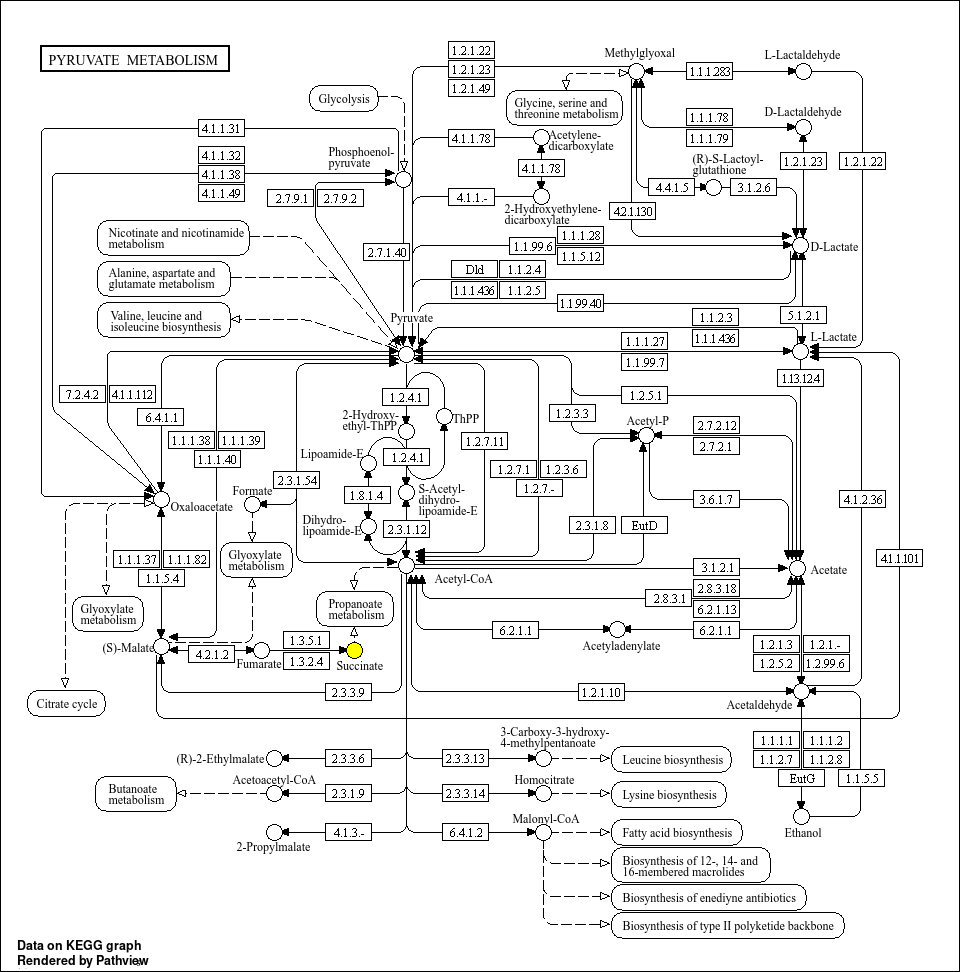 PYRUVATE METABOLISM
1.2.1.22
1.2.1.23
1.2.1.49
Methylglyoxal
1.1.1.283
L-Lactaldehyde
Glycolysis
Glycine, serine and
threonine metabolism
1.1.1.78
1.1.1.79
D-Lactaldehyde
4.1.1.31
4.1.1.32
4.1.1.38
4.1.1.49
Phosphoenol-
pyruvate
4.1.1.78
Acetylene-
dicarboxylate
4.1.1.78
(R)-S-Lactoyl-
glutathione
1.2.1.23
1.2.1.22
4.4.1.5
3.1.2.6
2.7.9.1
2.7.9.2
4.1.1.-
2-Hydroxyethylene-
dicarboxylate
4.2.1.130
Nicotinate and nicotinamide
metabolism
2.7.1.40
1.1.99.6
1.1.1.28
1.1.5.12
D-Lactate
Alanine, aspartate and
glutamate metabolism
Dld
1.1.2.4
1.1.1.436
1.1.2.5
1.1.99.40
Valine, leucine and
isoleucine biosynthesis
Pyruvate
1.1.2.3
1.1.1.436
5.1.2.1
L-Lactate
1.1.1.27
1.1.99.7
1.13.12.4
7.2.4.2
4.1.1.112
6.4.1.1
1.2.4.1
1.2.5.1
1.2.3.3
2-Hydroxy-
ethyl-ThPP
ThPP
Acetyl-P
2.7.2.12
2.7.2.1
1.1.1.38
1.1.1.39
1.1.1.40
Lipoamide-E
1.2.4.1
1.2.7.11
1.2.7.1
1.2.3.6
1.2.7.-
2.3.1.54
Formate
1.8.1.4
S-Acetyl-
dihydro-
lipoamide-E
3.6.1.7
4.1.2.36
Oxaloacetate
Dihydro-
lipoamide-E
2.3.1.12
2.3.1.8
EutD
1.1.1.37
1.1.1.82
1.1.5.4
Glyoxylate
metabolism
4.1.1.101
Acetyl-CoA
3.1.2.1
Acetate
Glyoxylate
metabolism
Propanoate
metabolism
2.8.3.1
2.8.3.18
6.2.1.13
6.2.1.1
Acetyladenylate
6.2.1.1
(S)-Malate
4.2.1.2
Fumarate
1.3.5.1
1.3.2.4
Succinate
1.2.1.3
1.2.1.-
1.2.5.2
1.2.99.6
Citrate cycle
2.3.3.9
1.2.1.10
Acetaldehyde
(R)-2-Ethylmalate
2.3.3.6
2.3.3.13
3-Carboxy-3-hydroxy-
4-methylpentanoate
Leucine biosynthesis
1.1.1.1
1.1.1.2
1.1.2.7
1.1.2.8
EutG
1.1.5.5
Butanoate
metabolism
Acetoacetyl-CoA
2.3.1.9
2.3.3.14
Homocitrate
Lysine biosynthesis
2-Propylmalate
4.1.3.-
6.4.1.2
Malonyl-CoA
Fatty acid biosynthesis
Ethanol
Biosynthesis of 12-, 14- and
16-membered macrolides
Biosynthesis of enediyne antibiotics
Biosynthesis of type II polyketide backbone
Data on KEGG graph
Rendered by Pathview